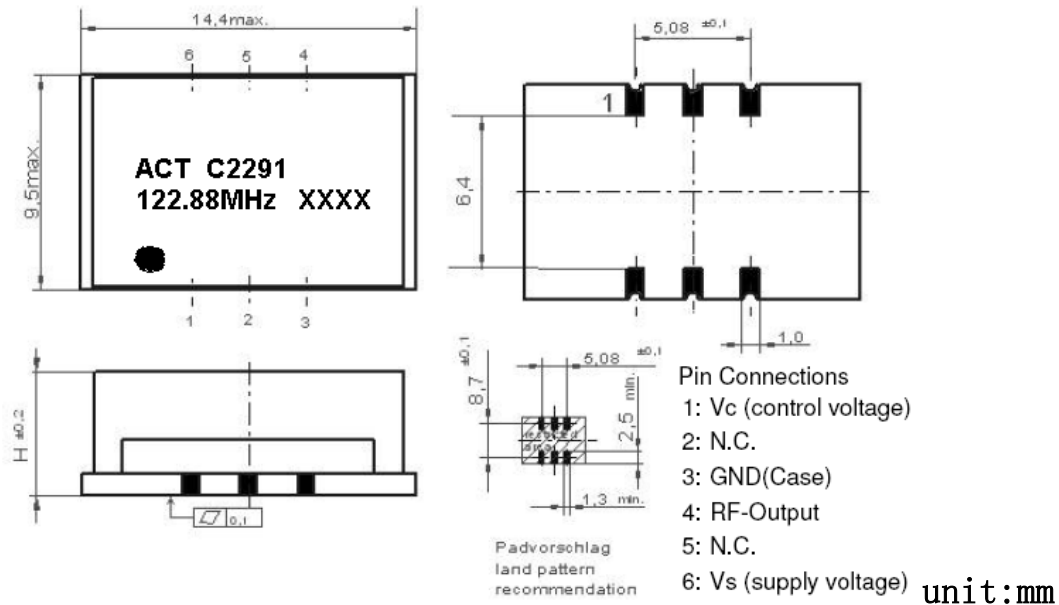 14,4max.
6 5 4
9,5max.
ACT C2291
122.88MHz XXXX
1 2 3
5,08 ±0,1
1
6,4
1,0
H ±0,2
0,1
5,08 ±0,1
8,7 ±0,1
2,5 min.
1,3 min.
Padvorschlag
land pattern
recommendation
Pin Connections
1: Vc (control voltage)
2: N.C.
3: GND(Case)
4: RF-Output
5: N.C.
6: Vs (supply voltage)
unit:mm